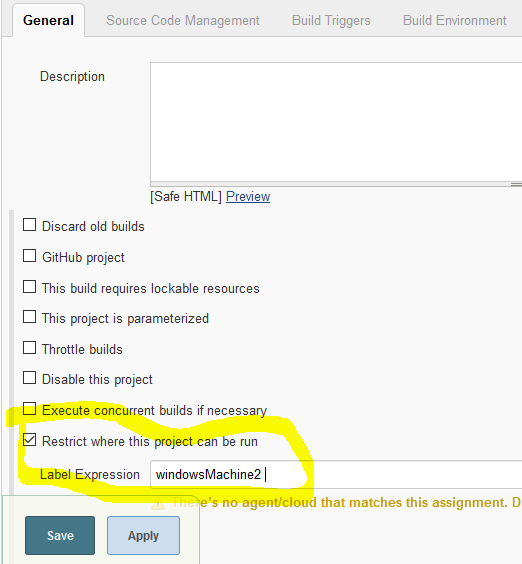 General Source Code Management Build Triggers Build Environment
Description
[Safe HTML] Preview
Discard old builds
GitHub project
This build requires lockable resources
This project is parameterized
Throttle builds
Disable this project
Execute concurrent builds if necessary
Restrict where this project can be run
Label Expression windowsMachine2
There's no agent/cloud that matches this assignment. D
Save Apply